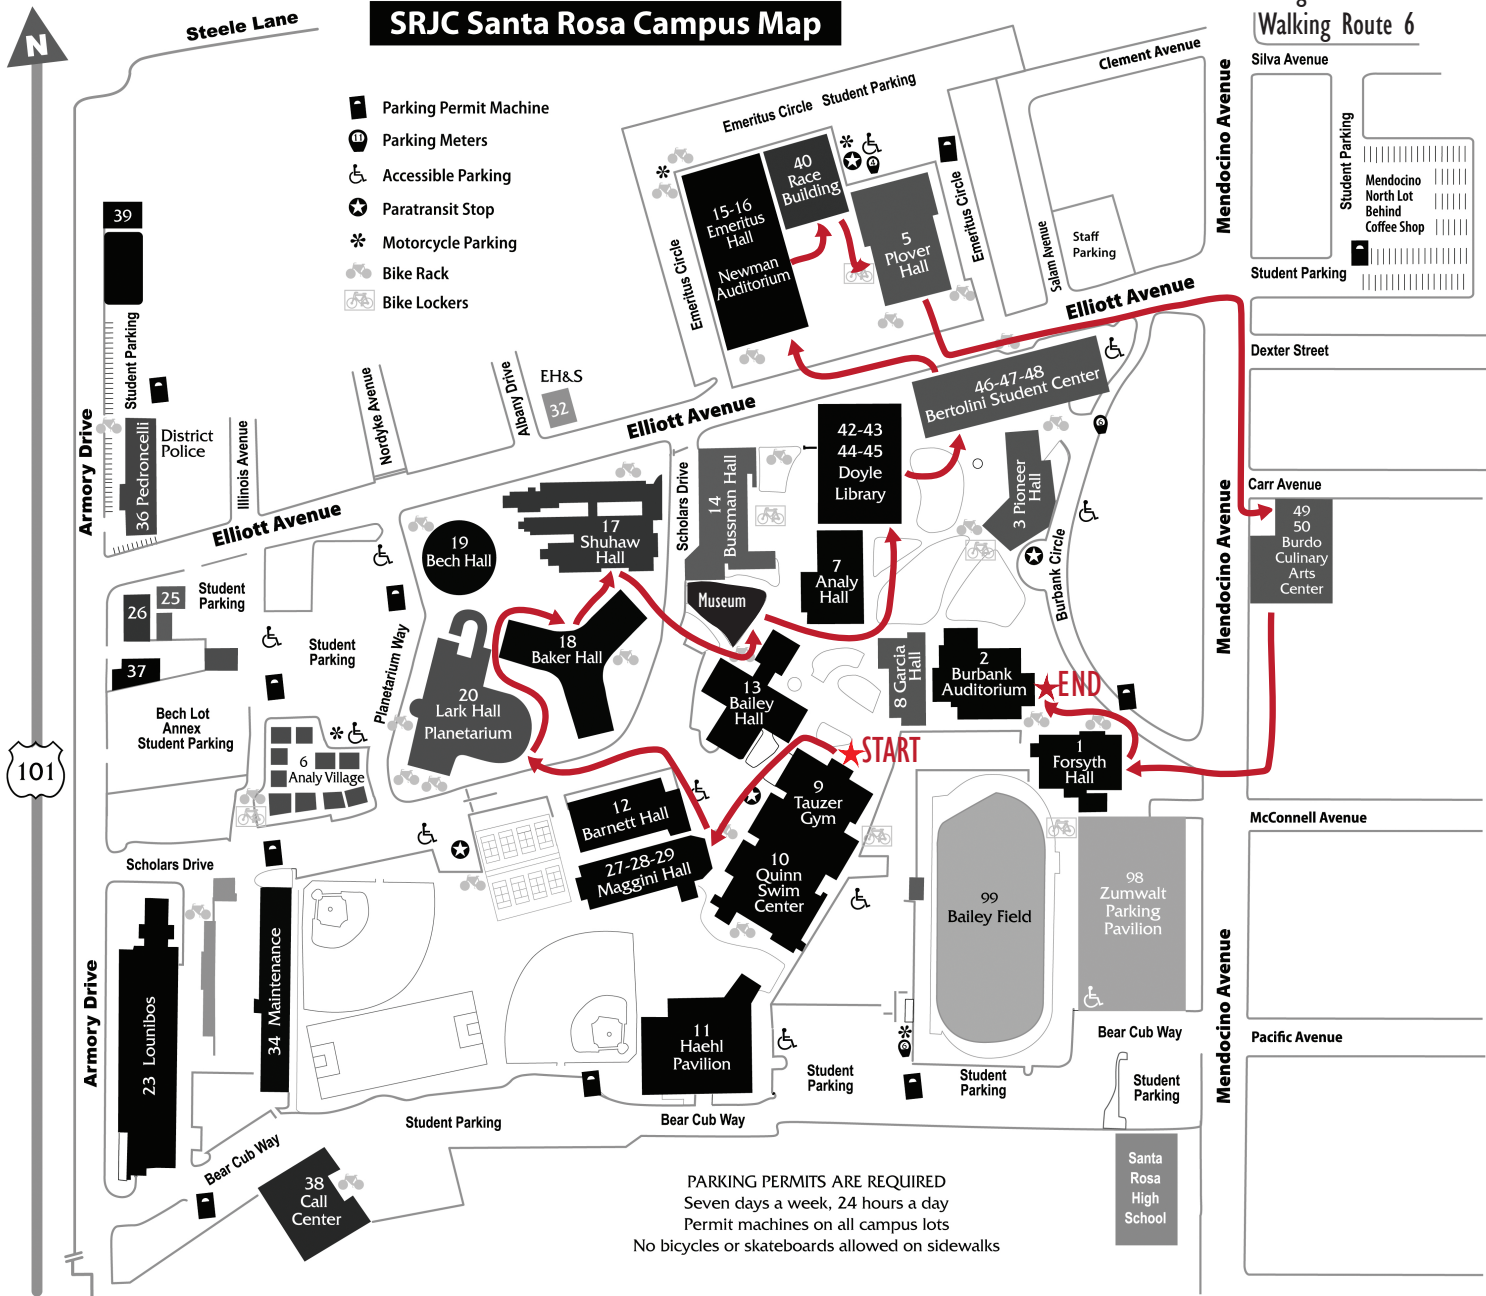 SRJC Santa Rosa Campus Map
Walking Route 6
N
Steele Lane
Parking Permit Machine
11
Parking Meters
Accessible Parking
Paratransit Stop
Motorcycle Parking
Bike Rack
Bike Lockers
Emeritus Circle
Student Parking
Clement Avenue
Silva Avenue
Mendocino Avenue
Student Parking
Mendocino
North Lot
Behind
Coffee Shop
Student Parking
40
Race
Building
15-16
Emeritus
Hall
Newman
Auditorium
5
Plover
Hall
Emeritus Circle
Emeritus Circle
Salam Avenue
Staff
Parking
Elliott Avenue
Dexter Street
39
Student Parking
Armory Drive
36 Pedroncelli
District
Police
Illinois Avenue
Nordyke Avenue
Albany Drive
EH&S
32
Elliott Avenue
Elliott Avenue
46-47-48
Bertolini Student Center
42-43
44-45
Doyle
Library
3 Pioneer
Hall
6
Scholars Drive
14
Bussman Hall
17
Shuhaw
Hall
19
Bech Hall
7
Analy
Hall
Museum
Burbank Circle
Mendocino Avenue
Carr Avenue
49
50
Burdo
Culinary
Arts
Center
Student
Parking
25
26
37
Student
Parking
Planetarium Way
18
Baker Hall
20
Lark Hall
Planetarium
13
Bailey
Hall
8 Garcia
Hall
2
Burbank
Auditorium
END
START
1
Forsyth
Hall
Bech Lot
Annex
Student Parking
6
Analy Village
101
12
Barnett Hall
27-28-29
Maggini Hall
9
Tauzer
Gym
10
Quinn
Swim
Center
McConnell Avenue
Scholars Drive
99
Bailey Field
98
Zumwalt
Parking
Pavilion
Mendocino Avenue
Armory Drive
23 Lounibos
34 Maintenance
11
Haehl
Pavilion
6
Bear Cub Way
Pacific Avenue
Student
Parking
Student
Parking
Student
Parking
Student Parking
Bear Cub Way
Bear Cub Way
38
Call
Center
Santa
Rosa
High
School
PARKING PERMITS ARE REQUIRED
Seven days a week, 24 hours a day
Permit machines on all campus lots
No bicycles or skateboards allowed on sidewalks